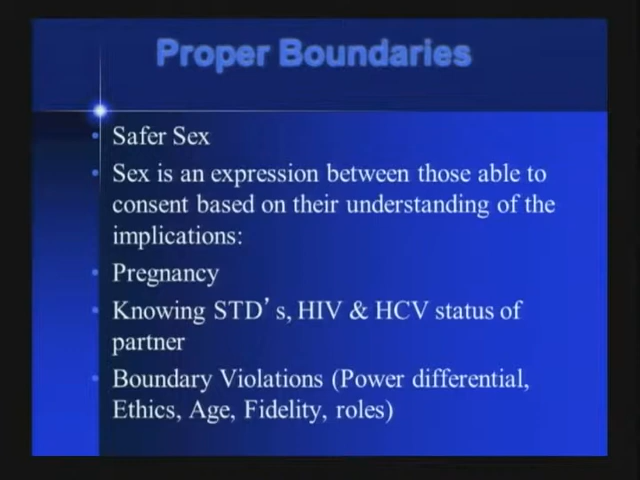 Proper Boundaries
• Safer Sex
• Sex is an expression between those able to
consent based on their understanding of the
implications:
• Pregnancy
• Knowing STD’s, HIV & HCV status of
partner
• Boundary Violations (Power differential,
Ethics, Age, Fidelity, roles)